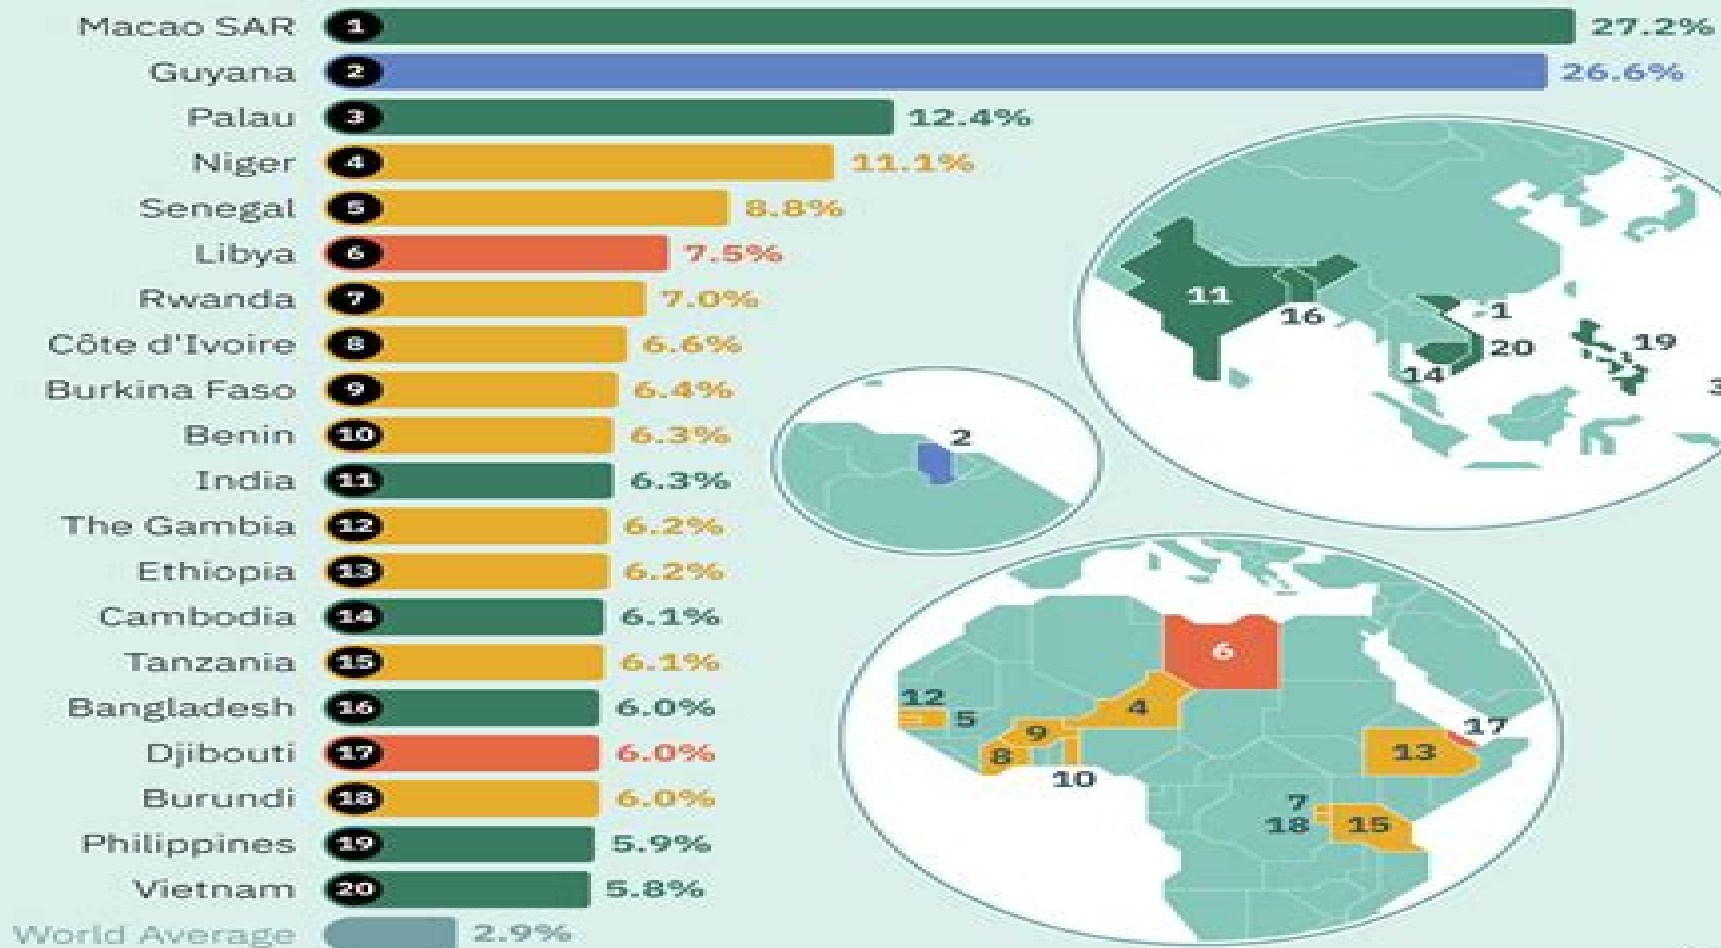 Macao SAR 1 27.2%
Guyana 2 26.6%
Palau 3 12.4%
Niger 4 11.1%
Senegal 5 8.8%
Libya 6 7.5%
Rwanda 7 7.0%
Côte d'Ivoire 8 6.6%
Burkina Faso 9 6.4%
Benin 10 6.3%
India 11 6.3%
The Gambia 12 6.2%
Ethiopia 13 6.2%
Cambodia 14 6.1%
Tanzania 15 6.1%
Bangladesh 16 6.0%
Djibouti 17 6.0%
Burundi 18 6.0%
Philippines 19 5.9%
Vietnam 20 5.8%
World Average 2.9%
11
16
1
20
19
14
3
2
6
12
5
4
9
8
10
17
13
7
18
15